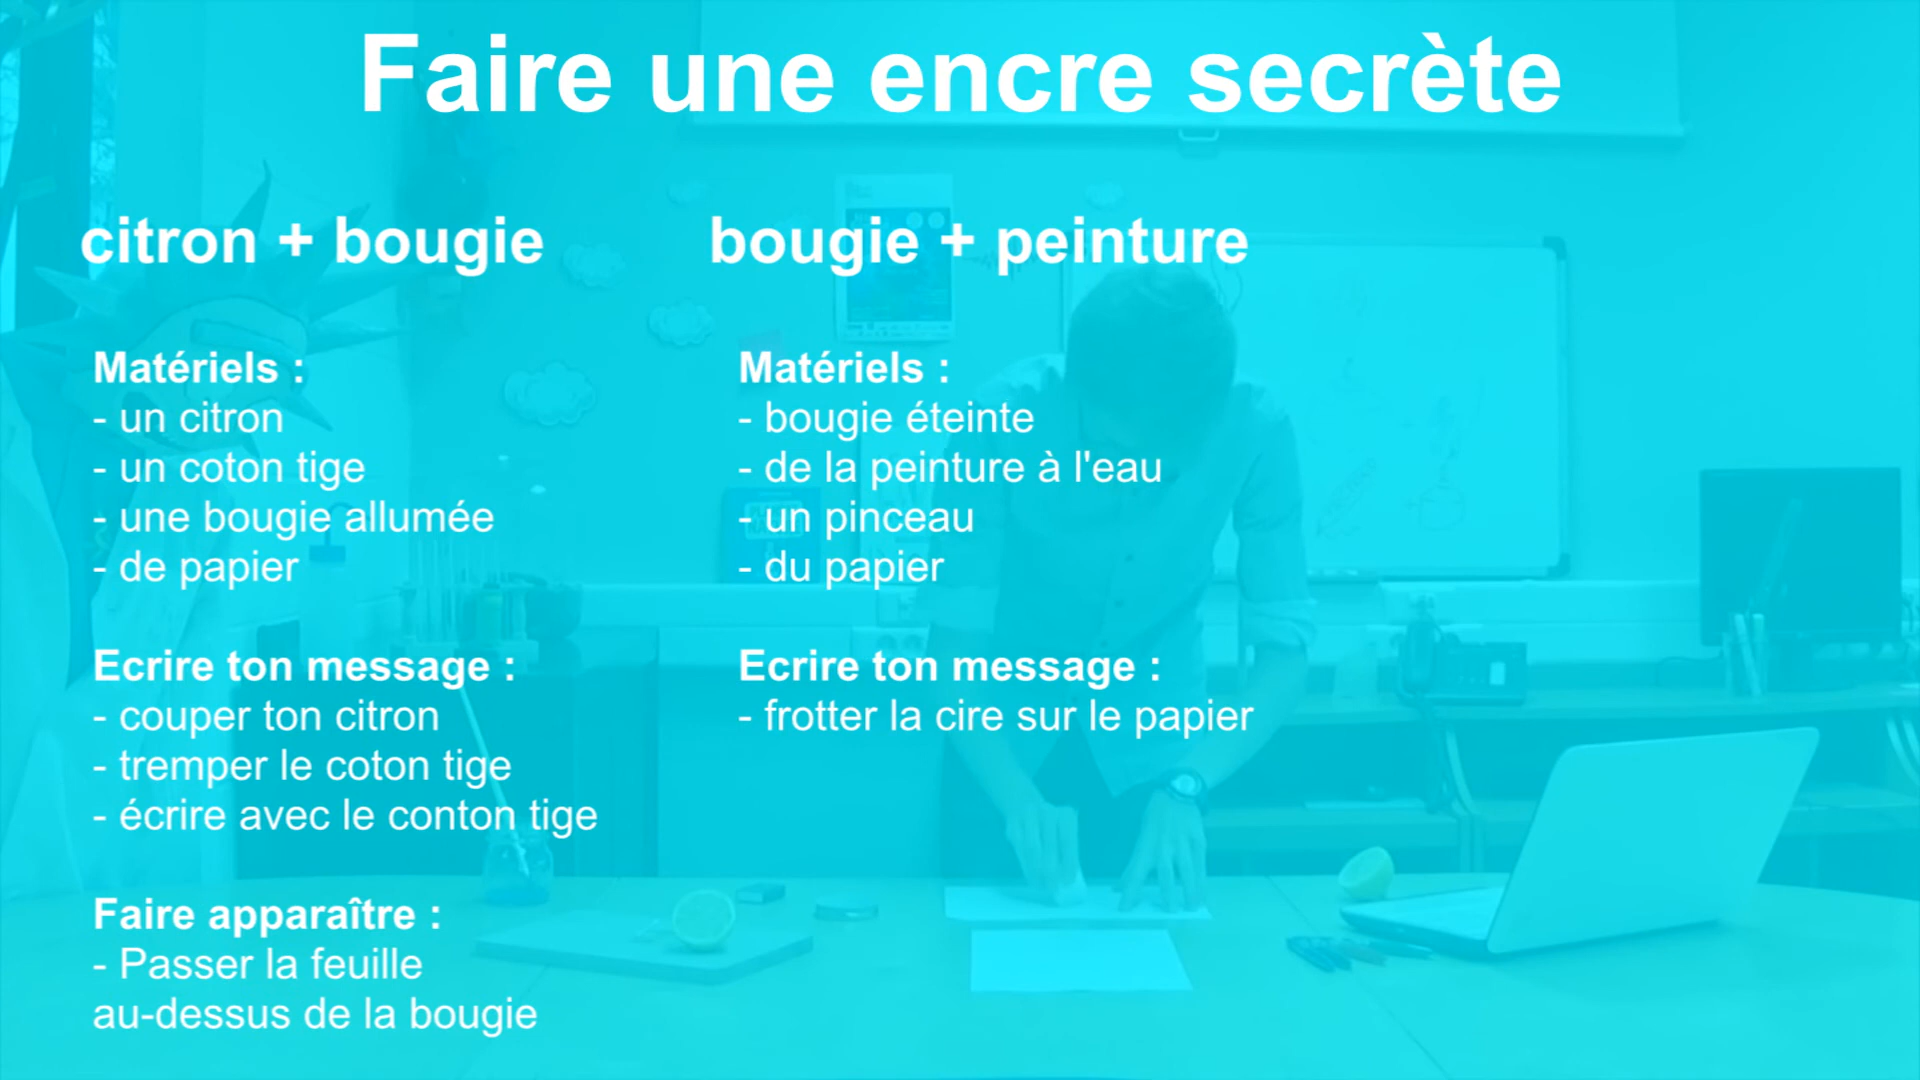 Faire une encre secrète
citron + bougie
Matériels :
- un citron
- un coton tige
- une bougie allumée
- de papier
Ecrire ton message :
- couper ton citron
- tremper le coton tige
- écrire avec le conton tige
Faire apparaître :
- Passer la feuille
au-dessus de la bougie
bougie + peinture
Matériels :
- bougie éteinte
- de la peinture à l'eau
- un pinceau
- du papier
Ecrire ton message :
- frotter la cire sur le papier